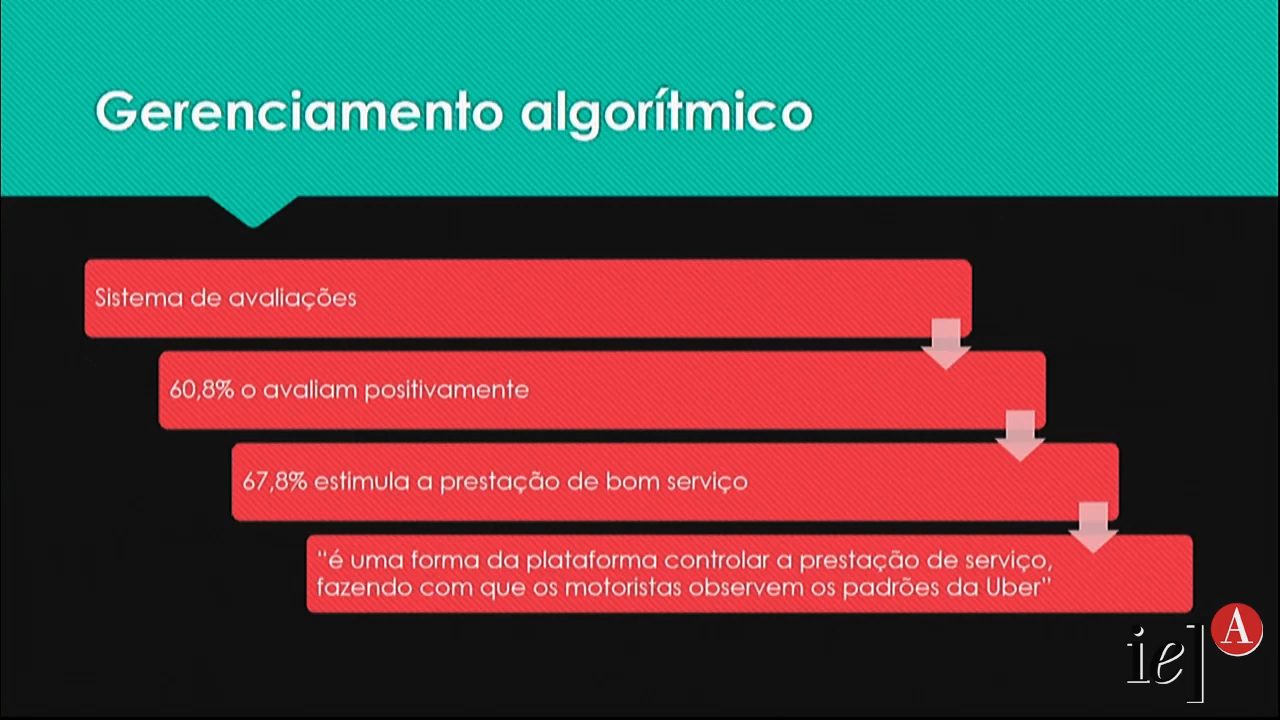 Gerenciamento algorítmico
Sistema de avaliações
60,8% o avaliam positivamente
67,8% estimula a prestação de bom serviço
“é uma forma da plataforma controlar a prestação de serviço,
fazendo com que os motoristas observem os padrões da Uber”
ie] A